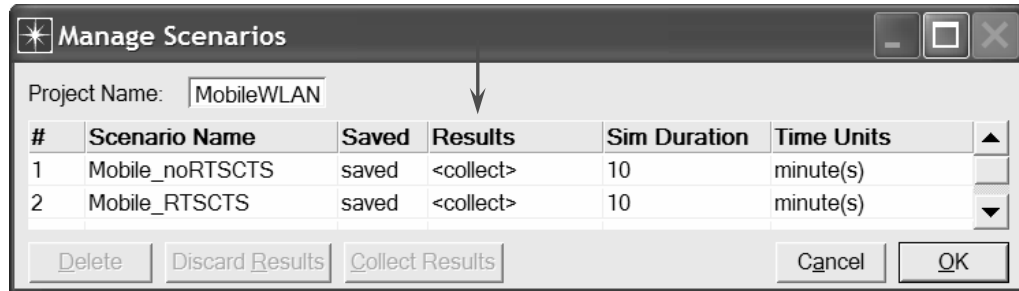 Manage Scenarios
Project Name: MobileWLAN
# Scenario Name Saved Results Sim Duration Time Units
1 Mobile_noRTSCTS saved <collect> 10 minute(s)
2 Mobile_RTSCTS saved <collect> 10 minute(s)
Delete Discard Results Collect Results Cancel OK